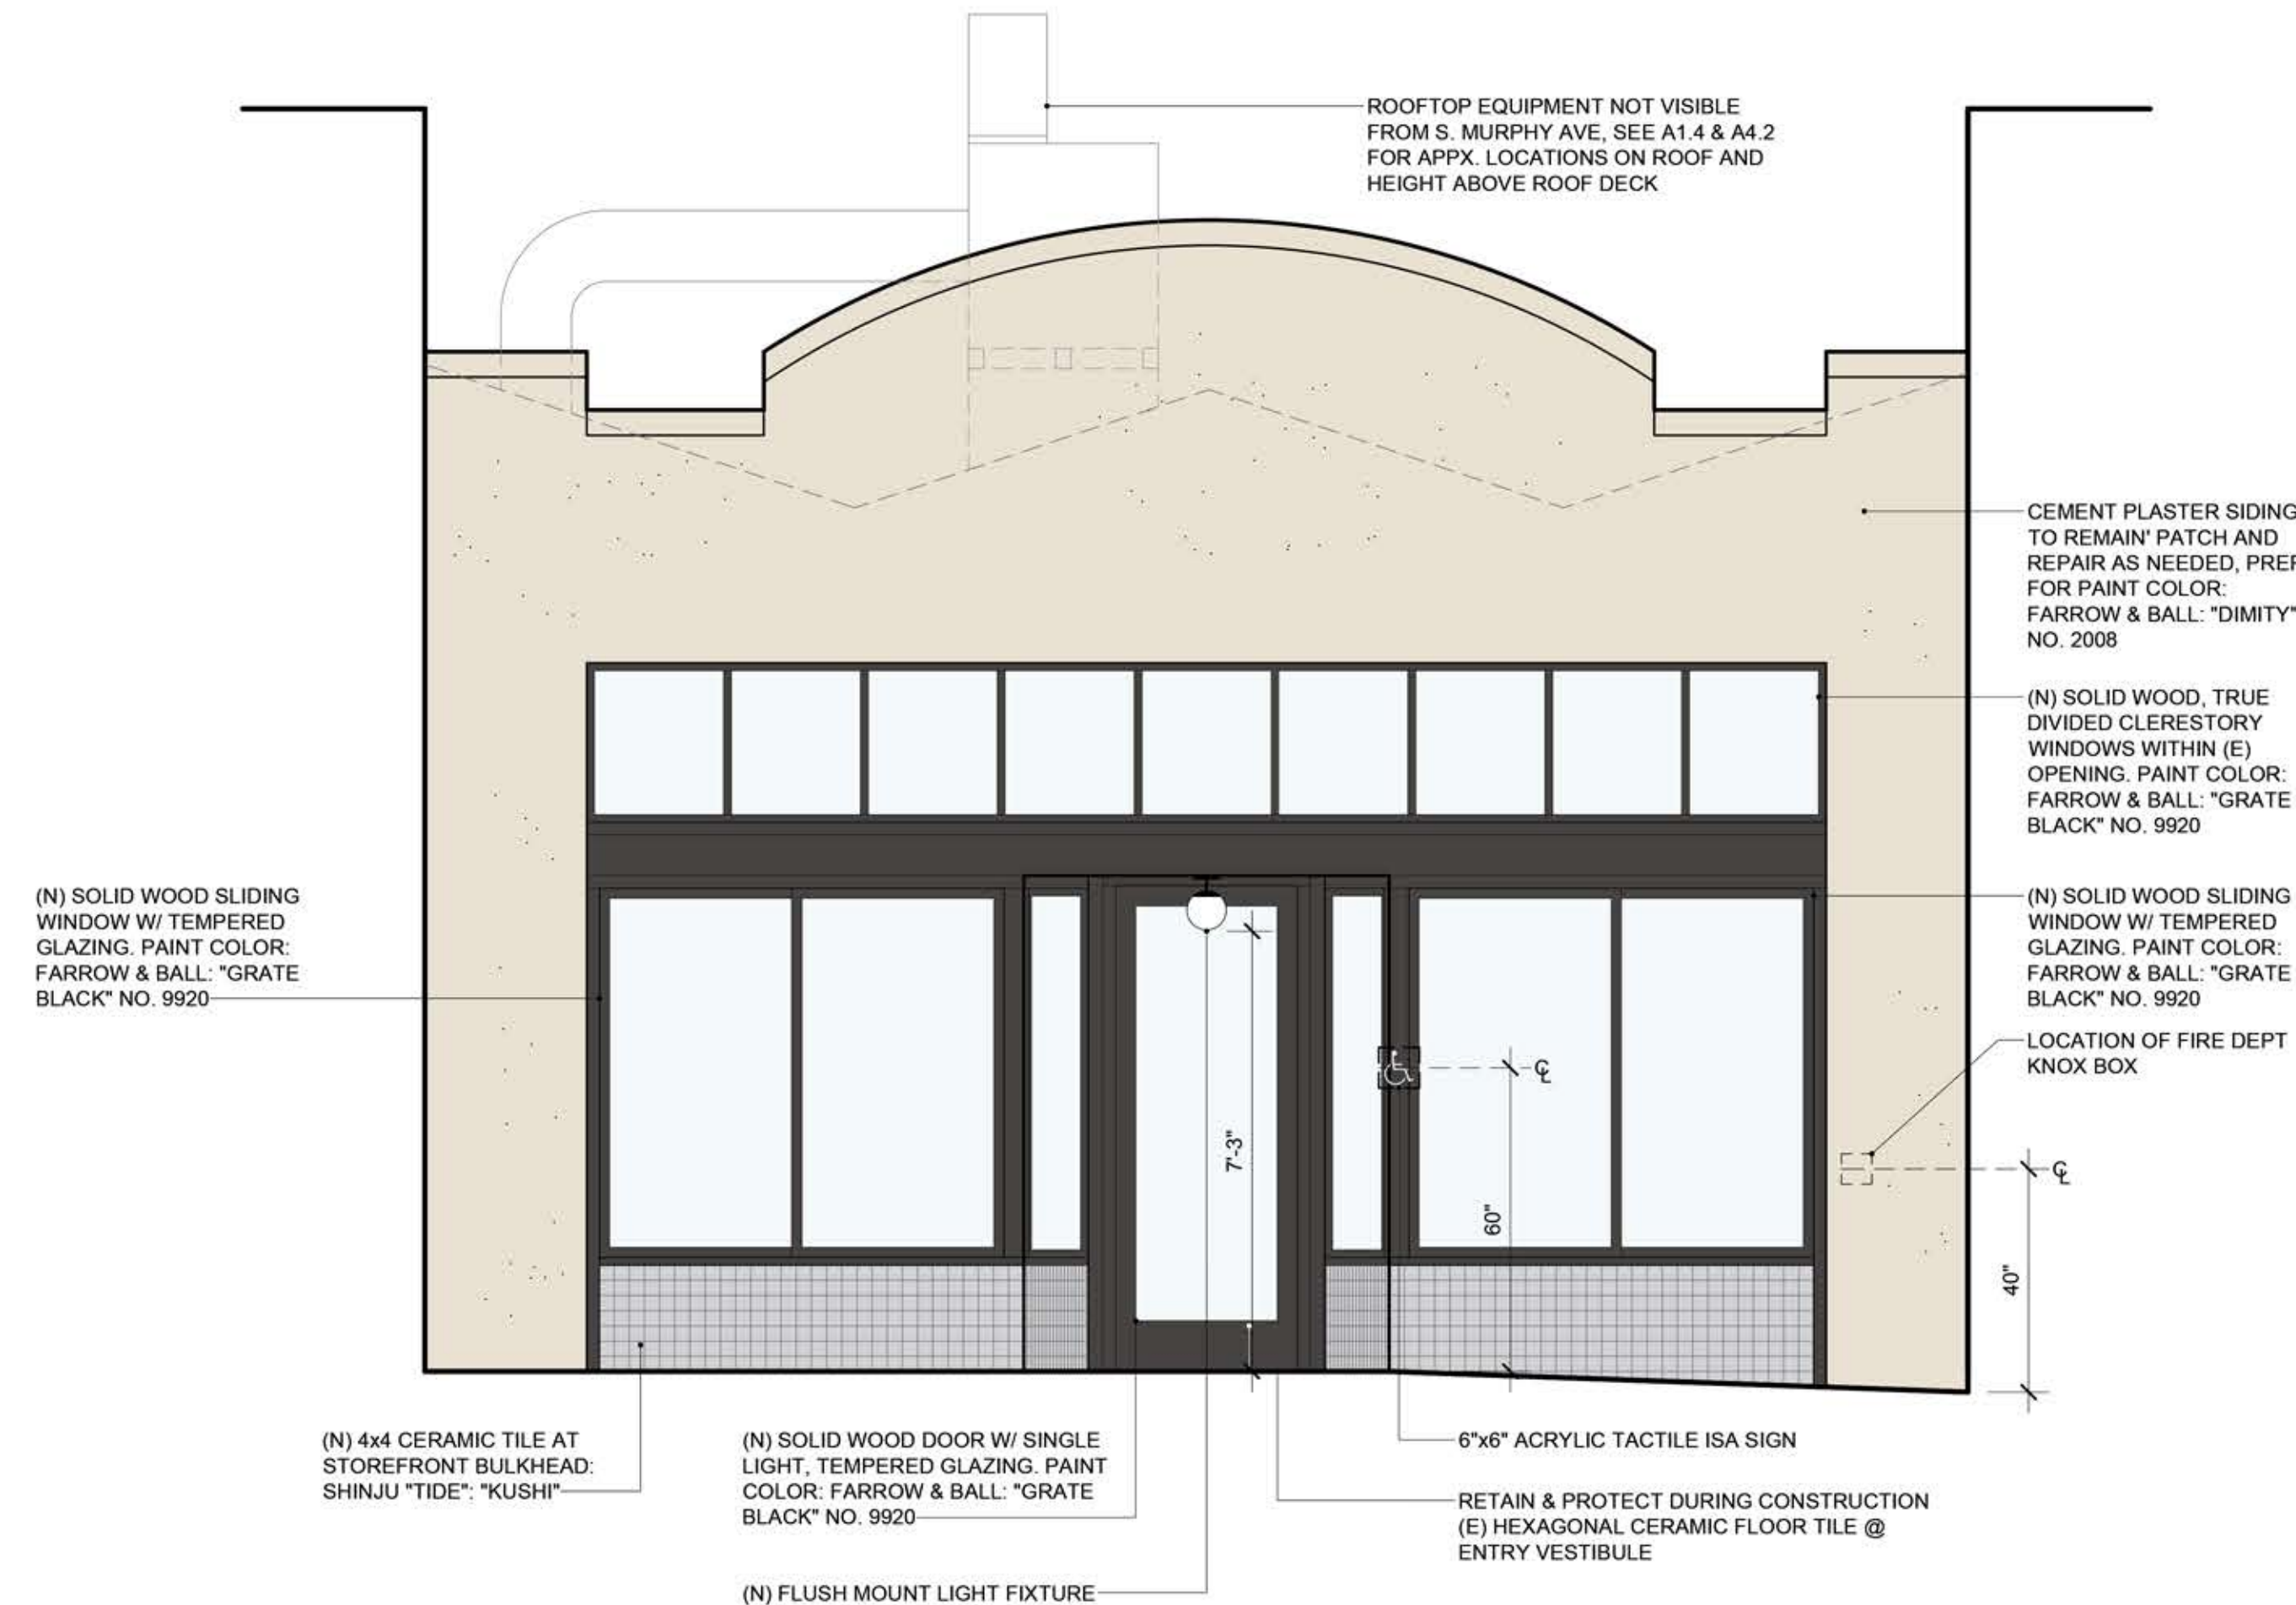 ROOFTOP EQUIPMENT NOT VISIBLE
FROM S. MURPHY AVE, SEE A1.4 & A4.2
FOR APPX. LOCATIONS ON ROOF AND
HEIGHT ABOVE ROOF DECK
CEMENT PLASTER SIDING
TO REMAIN' PATCH AND
REPAIR AS NEEDED, PREP
FOR PAINT COLOR:
FARROW & BALL: "DIMITY"
NO. 2008
(N) SOLID WOOD, TRUE
DIVIDED CLERESTORY
WINDOWS WITHIN (E)
OPENING. PAINT COLOR:
FARROW & BALL: "GRATE
BLACK" NO. 9920
(N) SOLID WOOD SLIDING
WINDOW W/ TEMPERED
GLAZING. PAINT COLOR:
FARROW & BALL: "GRATE
BLACK" NO. 9920
(N) SOLID WOOD SLIDING
WINDOW W/ TEMPERED
GLAZING. PAINT COLOR:
FARROW & BALL: "GRATE
BLACK" NO. 9920
LOCATION OF FIRE DEPT
KNOX BOX
7'-3"
60"
40"
(N) 4x4 CERAMIC TILE AT
STOREFRONT BULKHEAD:
SHINJU "TIDE": "KUSHI"
(N) SOLID WOOD DOOR W/ SINGLE
LIGHT, TEMPERED GLAZING. PAINT
COLOR: FARROW & BALL: "GRATE
BLACK" NO. 9920
(N) FLUSH MOUNT LIGHT FIXTURE
6"x6" ACRYLIC TACTILE ISA SIGN
RETAIN & PROTECT DURING CONSTRUCTION
(E) HEXAGONAL CERAMIC FLOOR TILE @
ENTRY VESTIBULE